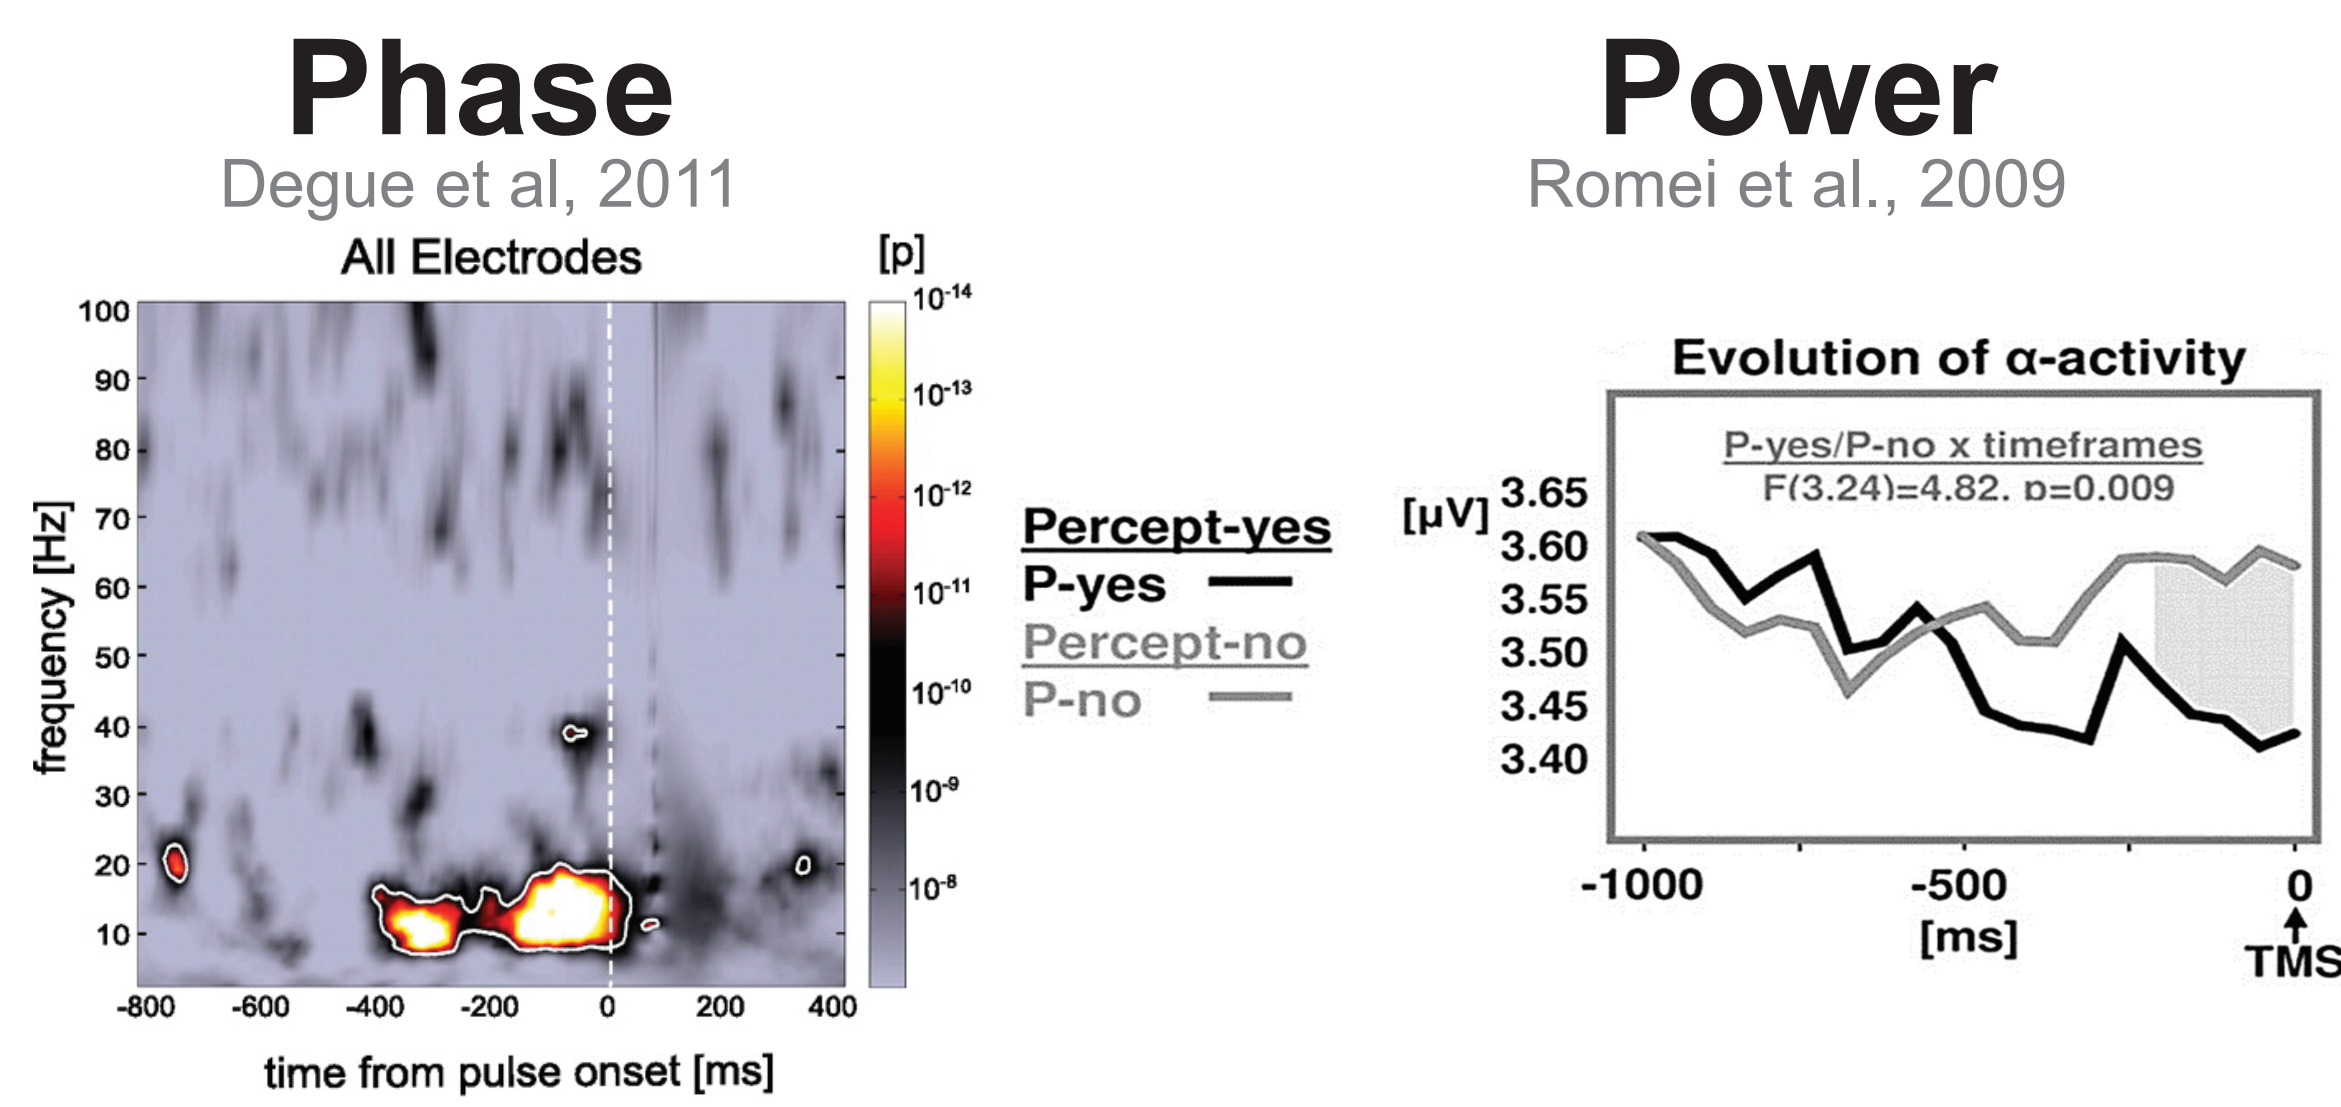 Phase
Degue et al, 2011
All Electrodes
[p]
100
90
80
70
60
50
40
30
20
10
frequency [Hz]
-800 -600 -400 -200 0 200 400
time from pulse onset [ms]
10-14
10-13
10-12
10-11
10-10
10-9
10-8
Percept-yes
P-yes
Percept-no
P-no
Power
Romei et al., 2009
Evolution of α-activity
P-yes/P-no x timeframes
F(3.24)=4.82. p=0.009
[µV]
3.65
3.60
3.55
3.50
3.45
3.40
-1000 -500 0
[ms]
TMS